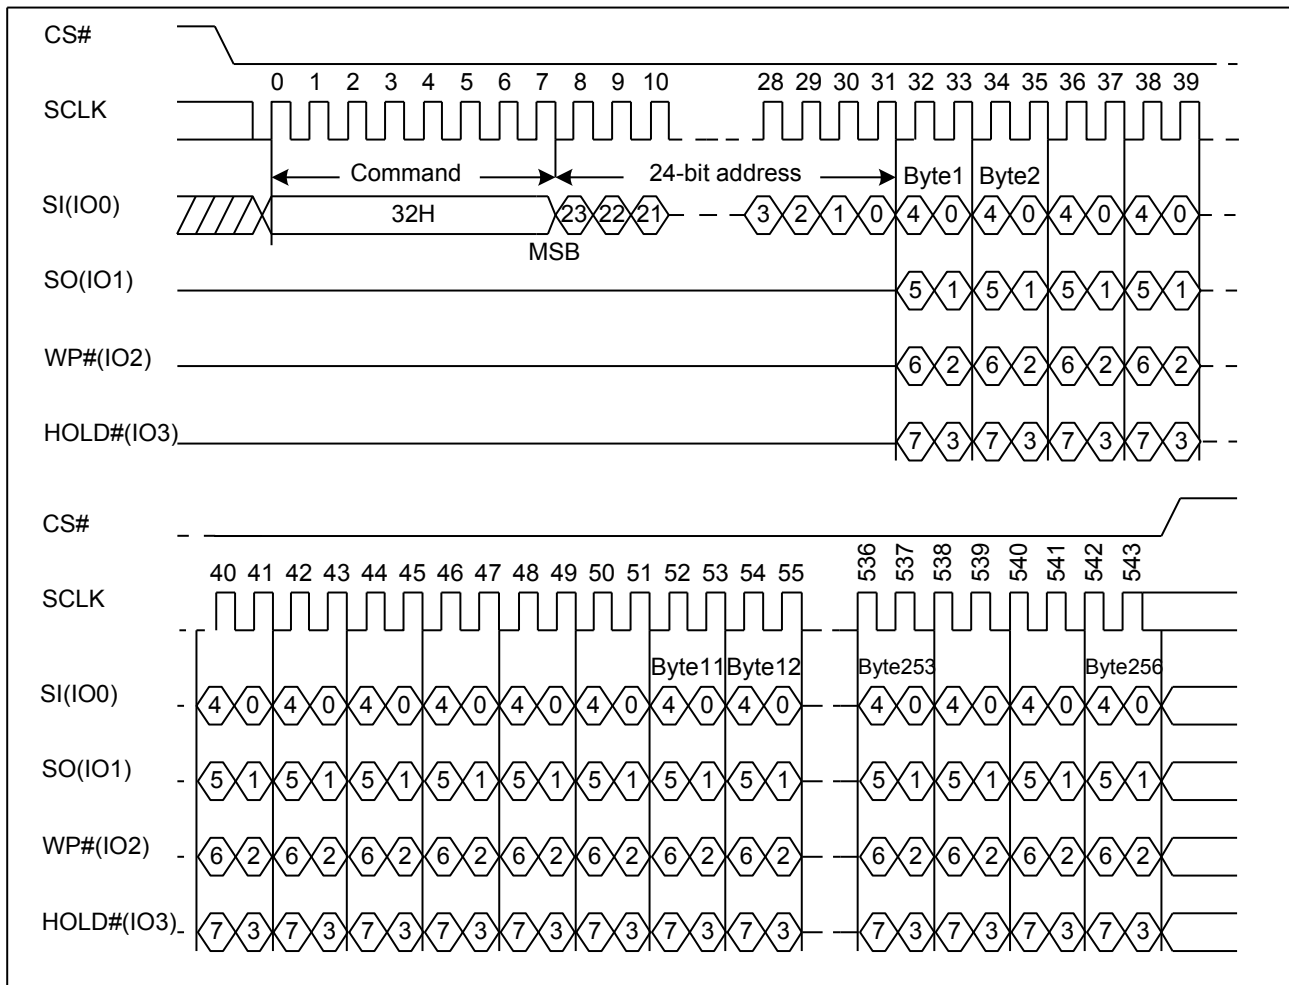 CS#
0 1 2 3 4 5 6 7 8 9 10 28 29 30 31 32 33 34 35 36 37 38 39
SCLK
Command 24-bit address Byte1 Byte2
SI(IO0) 32H 23 22 21 3 2 1 0 4 0 4 0 4 0 4 0
MSB
SO(IO1) 5 1 5 1 5 1 5 1
WP#(IO2) 6 2 6 2 6 2 6 2
HOLD#(IO3) 7 3 7 3 7 3 7 3
CS#
40 41 42 43 44 45 46 47 48 49 50 51 52 53 54 55 536 537 538 539 540 541 542 543
SCLK
Byte11 Byte12 Byte253 Byte256
SI(IO0) 4 0 4 0 4 0 4 0 4 0 4 0 4 0 4 0 4 0 4 0 4 0 4 0
SO(IO1) 5 1 5 1 5 1 5 1 5 1 5 1 5 1 5 1 5 1 5 1 5 1 5 1
WP#(IO2) 6 2 6 2 6 2 6 2 6 2 6 2 6 2 6 2 6 2 6 2 6 2 6 2
HOLD#(IO3) 7 3 7 3 7 3 7 3 7 3 7 3 7 3 7 3 7 3 7 3 7 3 7 3